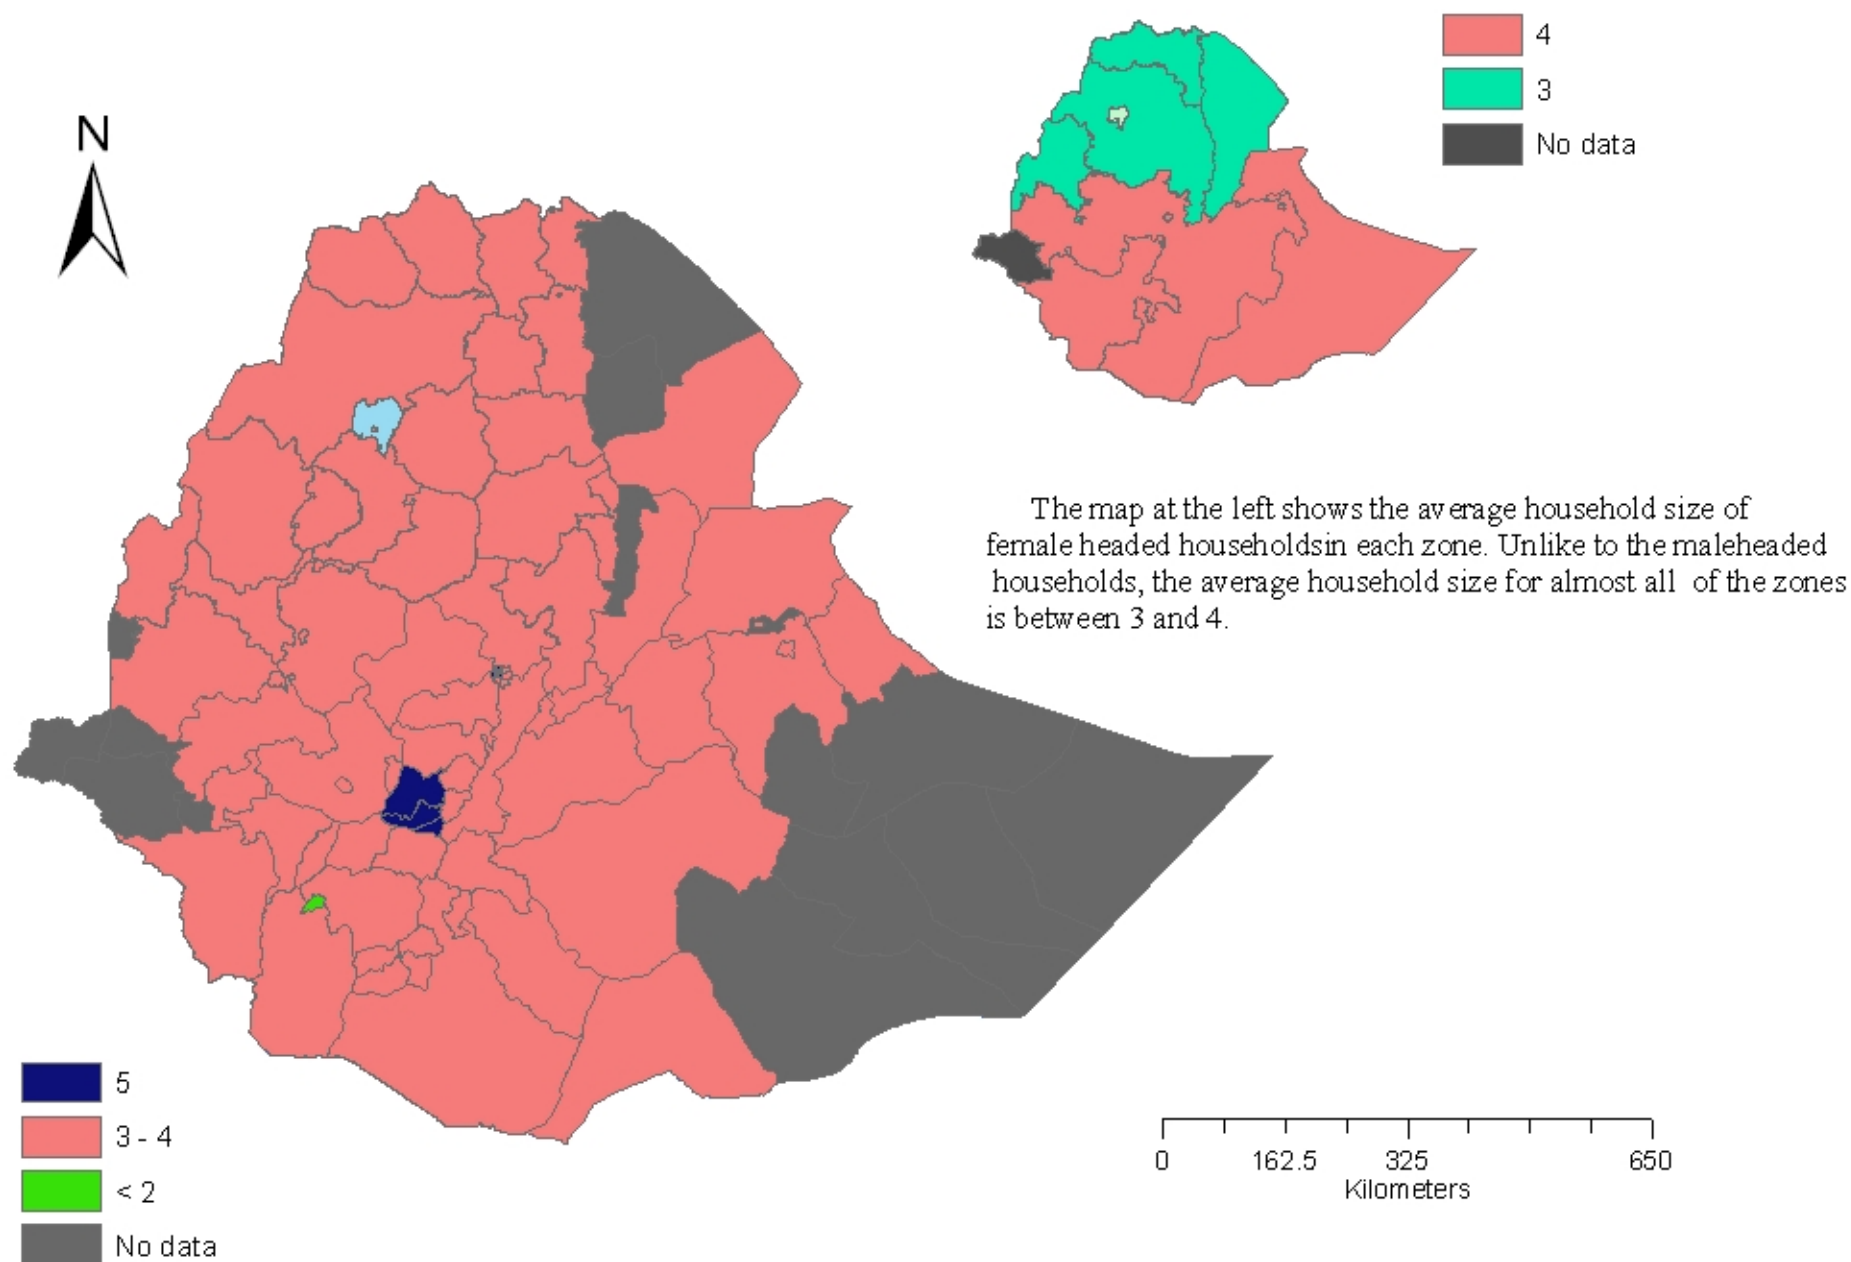 4
3
No data
N
The map at the left shows the average household size of
female headed householdsin each zone. Unlike to the maleheaded
households, the average household size for almost all of the zones
is between 3 and 4.
5
3 - 4
< 2
No data
0 162.5 325 650
Kilometers